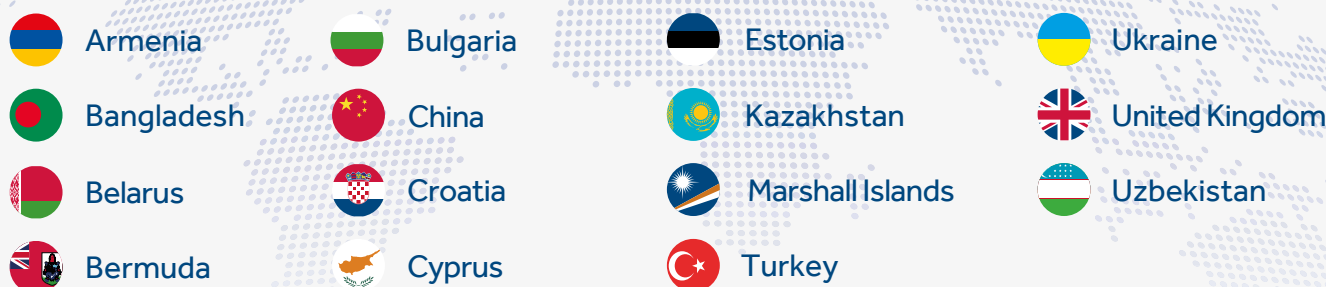 Armenia
Bangladesh
Belarus
Bermuda
Bulgaria
China
Croatia
Cyprus
Estonia
Kazakhstan
Marshall Islands
Turkey
Ukraine
United Kingdom
Uzbekistan